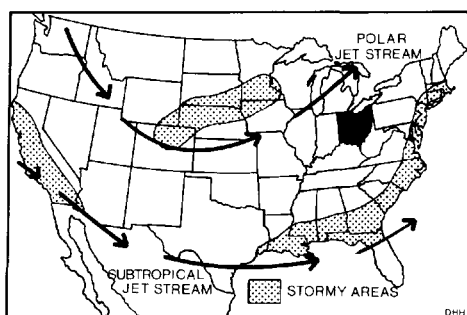 POLAR
JET STREAM
SUBTROPICAL
JET STREAM
STORMY AREAS
DHH